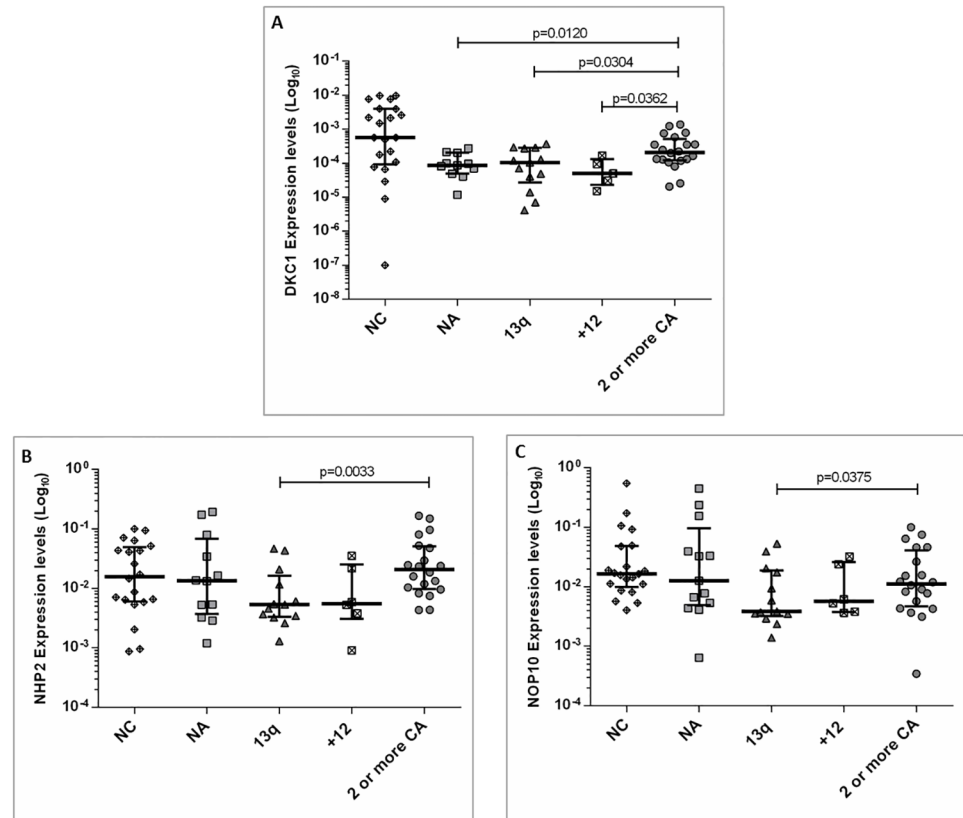 A
p=0.0120
p=0.0304
p=0.0362
DKC1 Expression levels (Log₁₀)
10⁻¹
10⁻²
10⁻³
10⁻⁴
10⁻⁵
10⁻⁶
10⁻⁷
10⁻⁸
NC
NA
13q
+12
2 or more CA
B
p=0.0033
NHP2 Expression levels (Log₁₀)
10⁰
10⁻¹
10⁻²
10⁻³
10⁻⁴
NC
NA
13q
+12
2 or more CA
C
p=0.0375
NOP10 Expression levels (Log₁₀)
10⁰
10⁻¹
10⁻²
10⁻³
10⁻⁴
NC
NA
13q
+12
2 or more CA